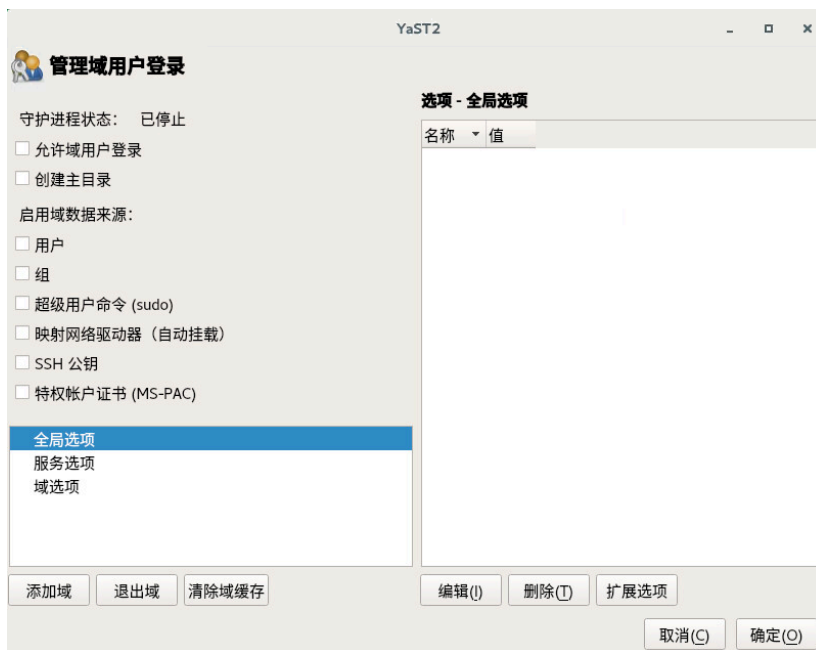 YaST2
管理域用户登录
守护进程状态： 已停止
允许域用户登录
创建主目录
启用域数据来源：
用户
组
超级用户命令 (sudo)
映射网络驱动器（自动挂载）
SSH 公钥
特权帐户证书 (MS-PAC)
全局选项
服务选项
域选项
添加域 退出域 清除域缓存
选项 - 全局选项
名称 值
编辑(I) 删除(T) 扩展选项
取消(C) 确定(O)